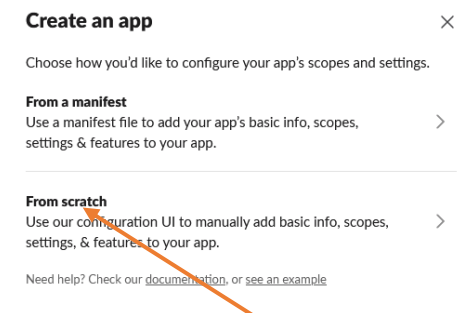 Create an app
Choose how you'd like to configure your app's scopes and settings.
From a manifest
Use a manifest file to add your app's basic info, scopes,
settings & features to your app.
From scratch
Use our configuration UI to manually add basic info, scopes,
settings, & features to your app.
Need help? Check our documentation, or see an example